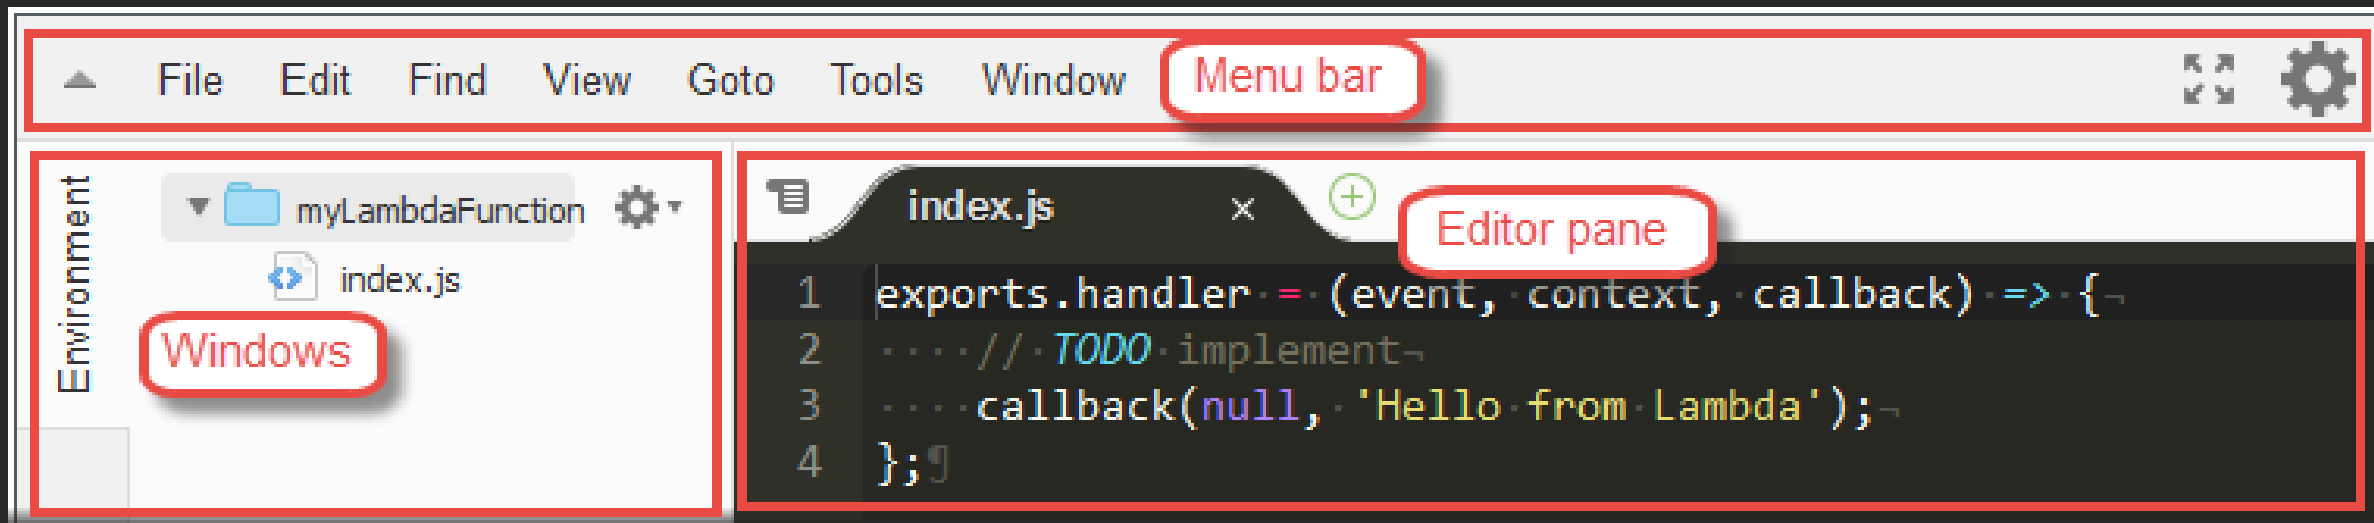 File Edit Find View Goto Tools Window Menu bar
Environment
myLambdaFunction
index.js
Windows
index.js ×
Editor pane
1 exports.handler = (event, context, callback) => {¬
2 ····// TODO implement¬
3 ····callback(null, 'Hello from Lambda');¬
4 };¶